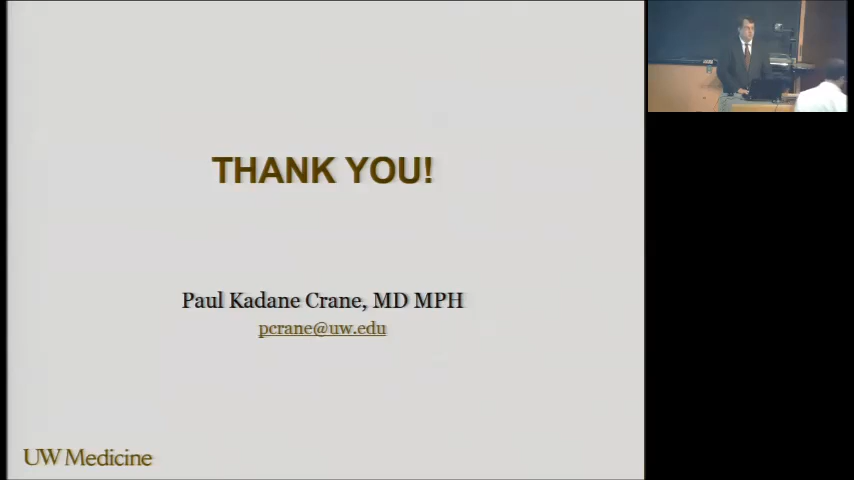 THANK YOU!
Paul Kadane Crane, MD MPH
pcrane@uw.edu
UW Medicine